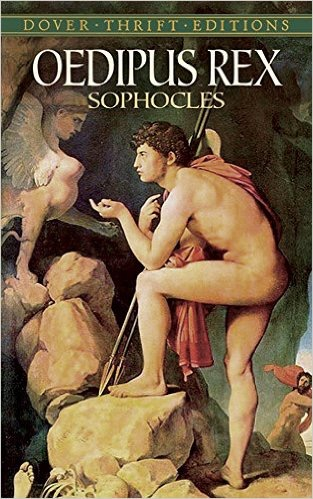 DOVER · THRIFT · EDITIONS
OEDIPUS REX
SOPHOCLES